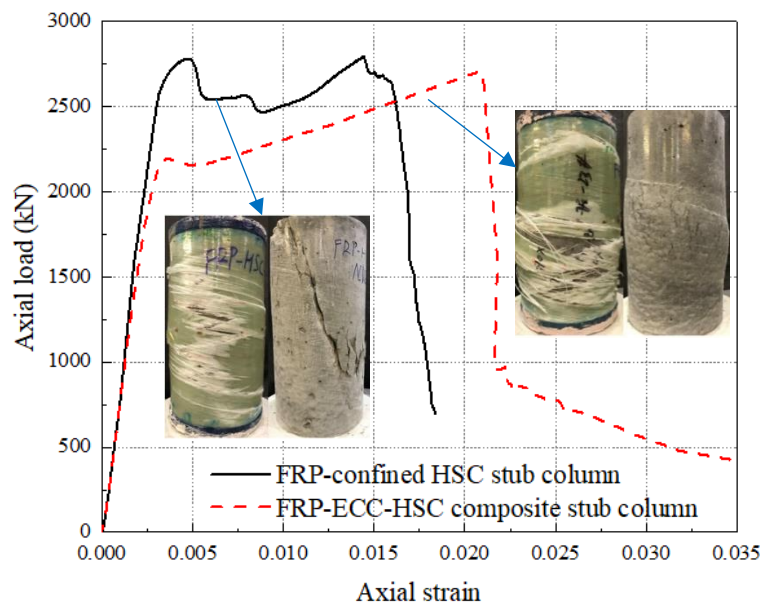 3000
2500
2000
1500
1000
500
0
Axial load (kN)
FRP-HSC
FRP-confined HSC stub column
FRP-ECC-HSC composite stub column
0.000 0.005 0.010 0.015 0.020 0.025 0.030 0.035
Axial strain